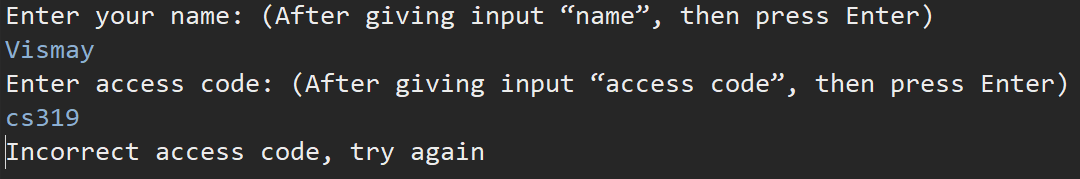 Enter your name: (After giving input “name”, then press Enter)
Vismay
Enter access code: (After giving input “access code”, then press Enter)
cs319
Incorrect access code, try again